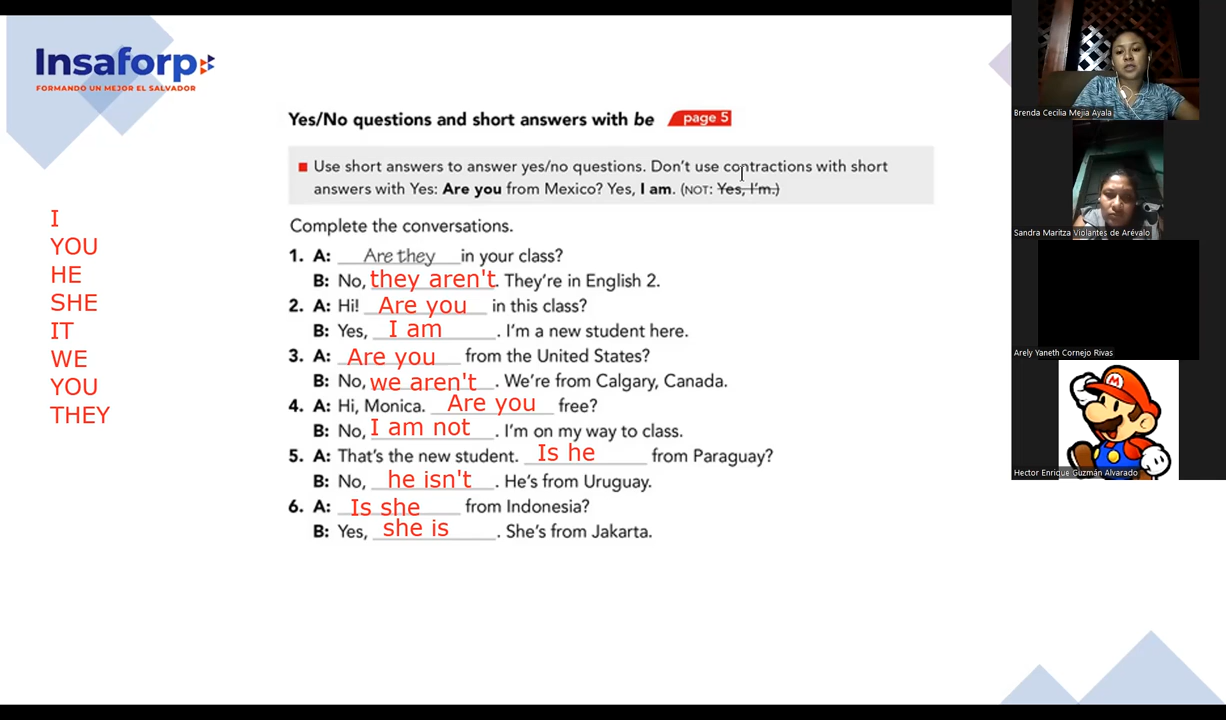 Insaforp
FORMANDO UN MEJOR EL SALVADOR
Yes/No questions and short answers with be page 5
Use short answers to answer yes/no questions. Don't use contractions with short
answers with Yes: Are you from Mexico? Yes, I am. (NOT: Yes, I'm.)
I
YOU
HE
SHE
IT
WE
YOU
THEY
Complete the conversations.
1. A: Are they in your class?
B: No, they aren't. They're in English 2.
2. A: Hi! Are you in this class?
B: Yes, I am. I'm a new student here.
3. A: Are you from the United States?
B: No, we aren't. We're from Calgary, Canada.
4. A: Hi, Monica. Are you free?
B: No, I am not. I'm on my way to class.
5. A: That's the new student. Is he from Paraguay?
B: No, he isn't. He's from Uruguay.
6. A: Is she from Indonesia?
B: Yes, she is. She's from Jakarta.
Brenda Cecilia Mejia Ayala
Sandra Maritza Violantes de Arévalo
Arely Yaneth Cornejo Rivas
M
Hector Enrique Guzmán Alvarado